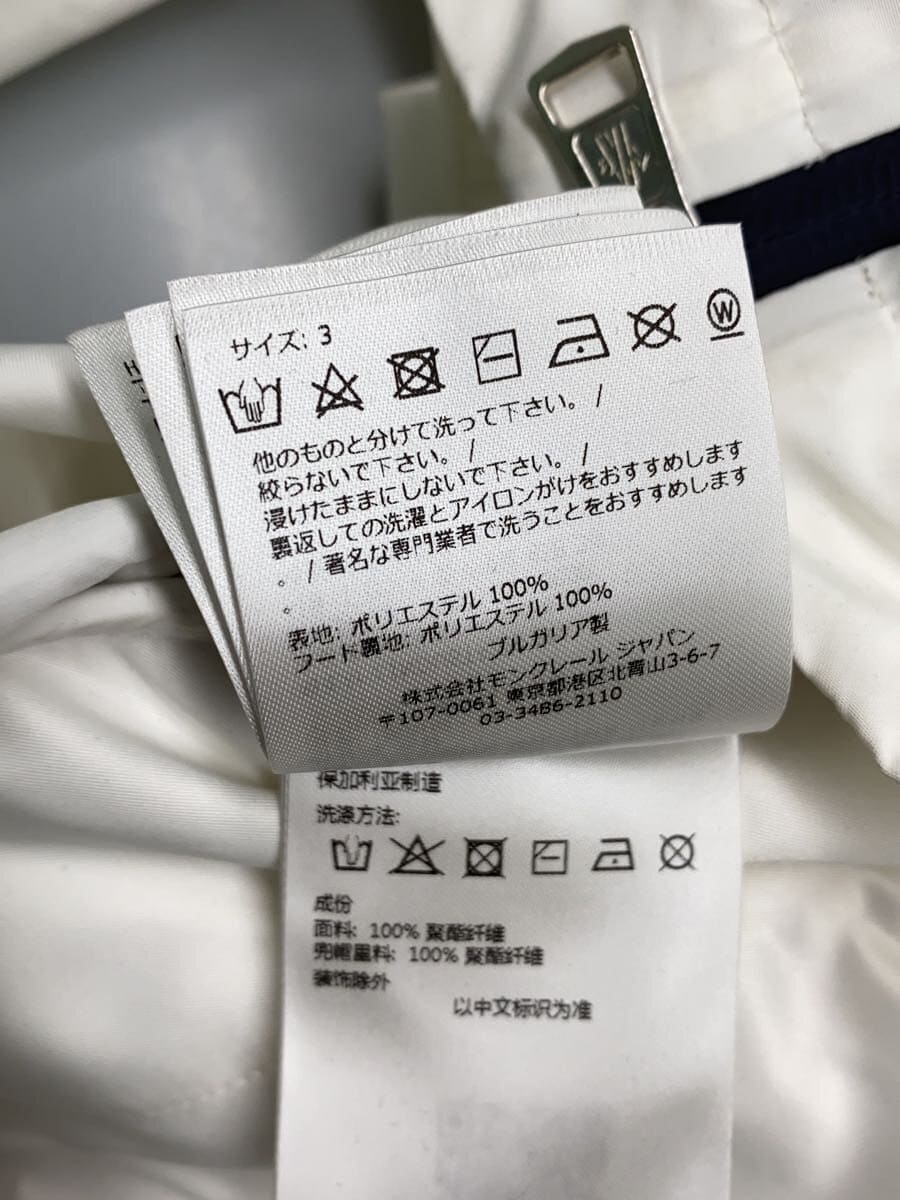 サイズ: 3
W
他のものと分けて洗って下さい。 /
絞らないで下さい。 /
浸けたままにしないで下さい。 /
裏返しての洗濯とアイロンがけをおすすめします
。 / 著名な専門業者で洗うことをおすすめします
。
表地: ポリエステル 100%
フード裏地: ポリエステル 100%
ブルガリア製
株式会社モンクレール ジャパン
〒107-0061 東京都港区北青山3-6-7
03-3486-2110
保加利亚制造
洗涤方法:
成份
面料: 100% 聚酯纤维
兜帽里料: 100% 聚酯纤维
装饰除外
以中文标识为准